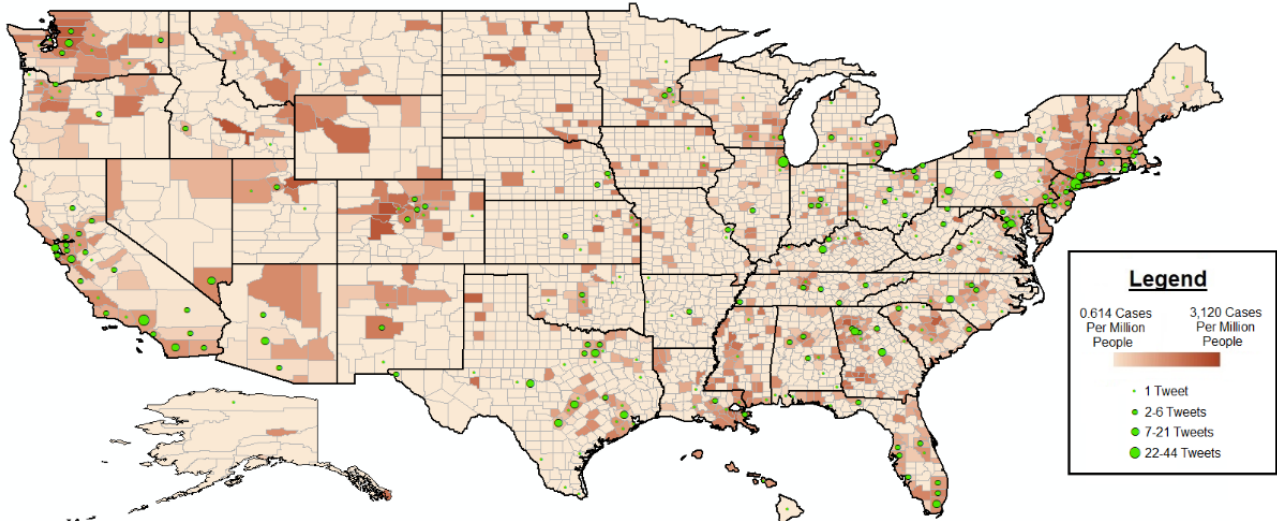 Legend
0.614 Cases 3,120 Cases
Per Million Per Million
People People
1 Tweet
2-6 Tweets
7-21 Tweets
22-44 Tweets